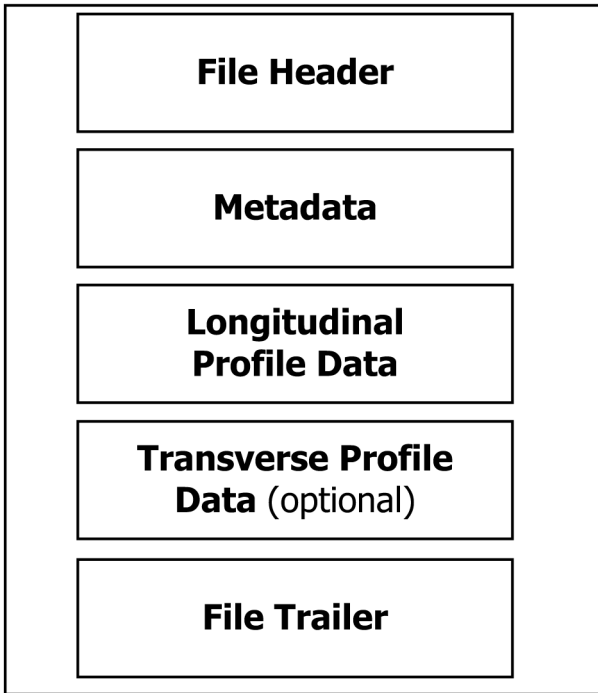 File Header
Metadata
Longitudinal
Profile Data
Transverse Profile
Data (optional)
File Trailer